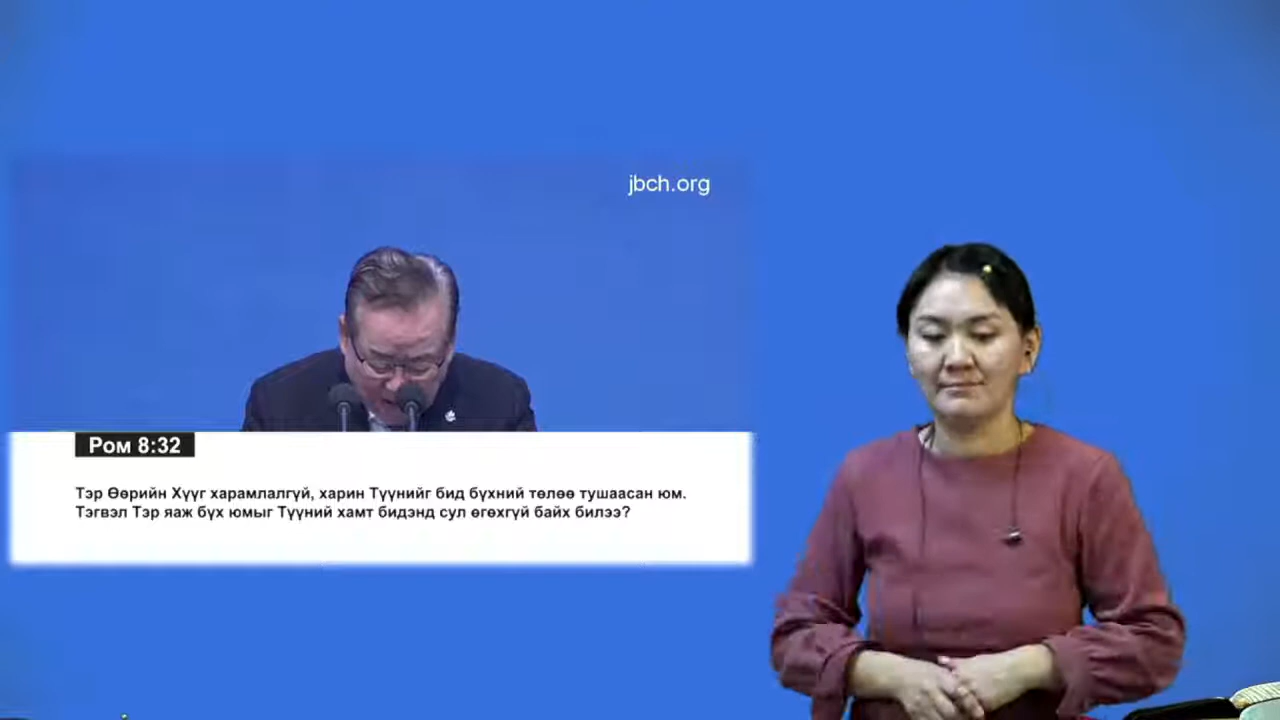 jbch.org
Ром 8:32
Тэр Өөрийн Хүүг харамлалгүй, харин Түүнийг бид бүхний төлөө тушаасан юм.
Тэгвэл Тэр яаж бүх юмыг Түүний хамт бидэнд сул өгөхгүй байх билээ?